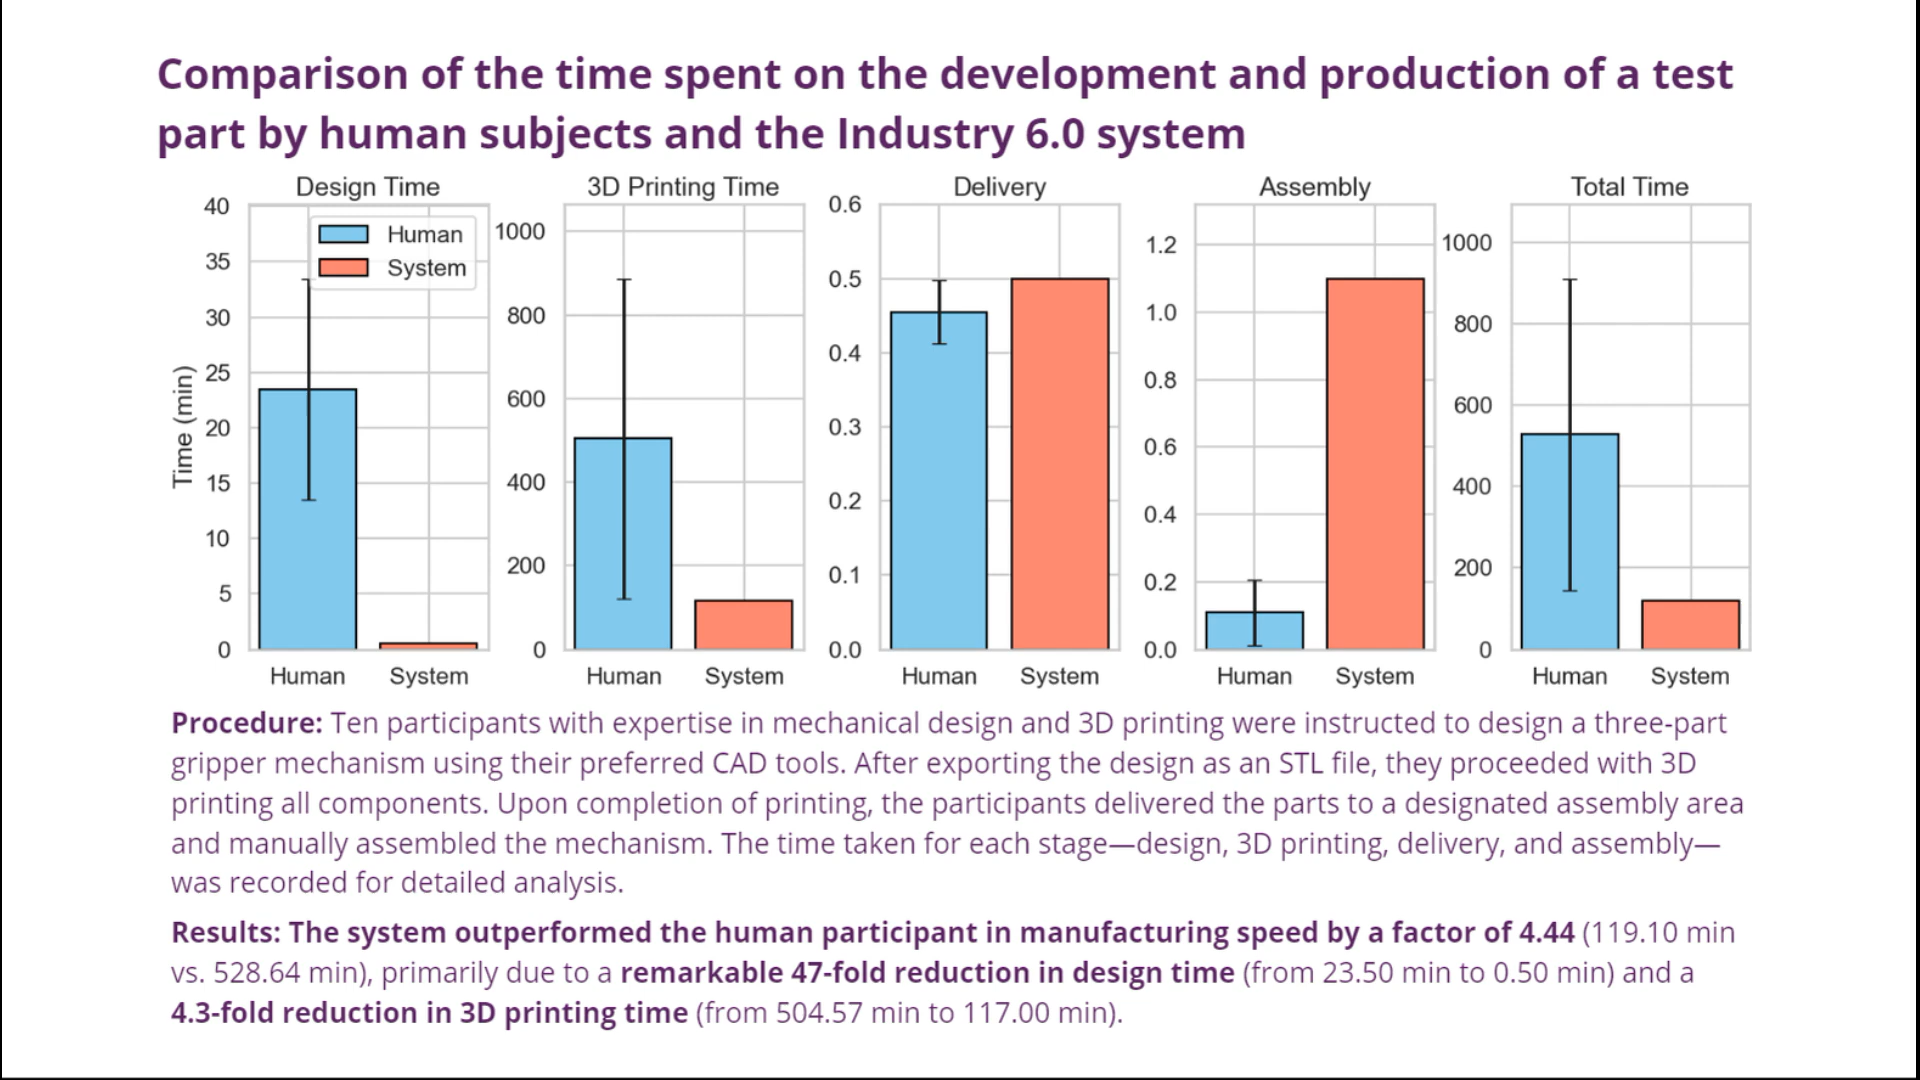 Comparison of the time spent on the development and production of a test
part by human subjects and the Industry 6.0 system
Design Time
3D Printing Time
Delivery
Assembly
Total Time
Time (min)
40
35
30
25
20
15
10
5
0
Human
System
Human
System
1000
800
600
400
200
0
Human
System
0.6
0.5
0.4
0.3
0.2
0.1
0.0
Human
System
1.2
1.0
0.8
0.6
0.4
0.2
0.0
Human
System
1000
800
600
400
200
0
Human
System
Procedure: Ten participants with expertise in mechanical design and 3D printing were instructed to design a three-part
gripper mechanism using their preferred CAD tools. After exporting the design as an STL file, they proceeded with 3D
printing all components. Upon completion of printing, the participants delivered the parts to a designated assembly area
and manually assembled the mechanism. The time taken for each stage—design, 3D printing, delivery, and assembly—
was recorded for detailed analysis.
Results: The system outperformed the human participant in manufacturing speed by a factor of 4.44 (119.10 min
vs. 528.64 min), primarily due to a remarkable 47-fold reduction in design time (from 23.50 min to 0.50 min) and a
4.3-fold reduction in 3D printing time (from 504.57 min to 117.00 min).